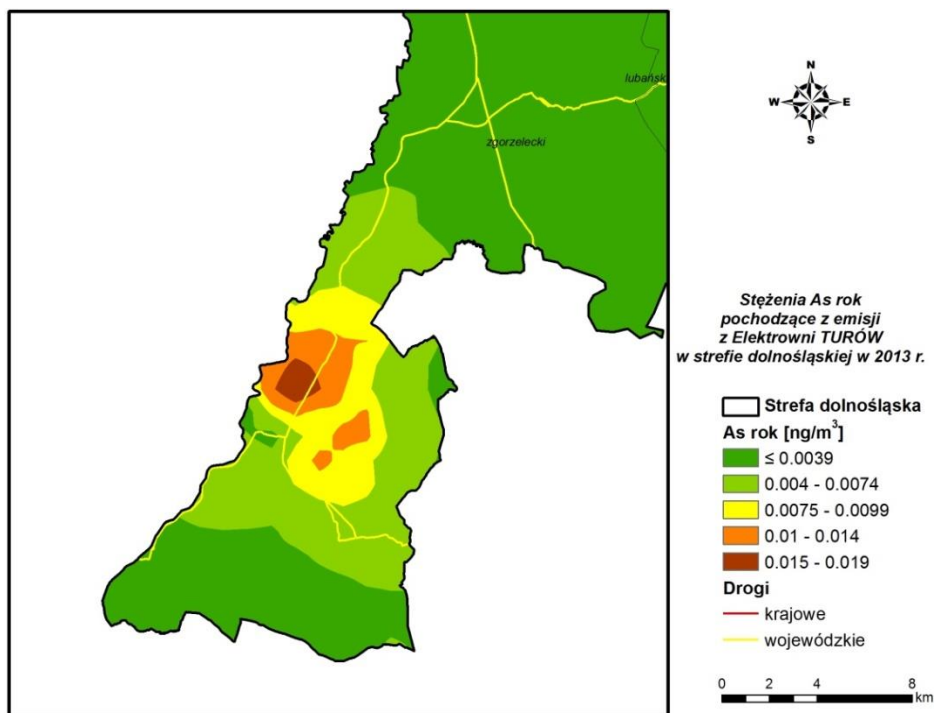 lubański
zgorzelecki
N
W E
S
Stężenia As rok
pochodzące z emisji
z Elektrowni TURÓW
w strefie dolnośląskiej w 2013 r.
Strefa dolnośląska
As rok [ng/m³]
≤ 0.0039
0.004 - 0.0074
0.0075 - 0.0099
0.01 - 0.014
0.015 - 0.019
Drogi
krajowe
wojewódzkie
0 2 4 8
km